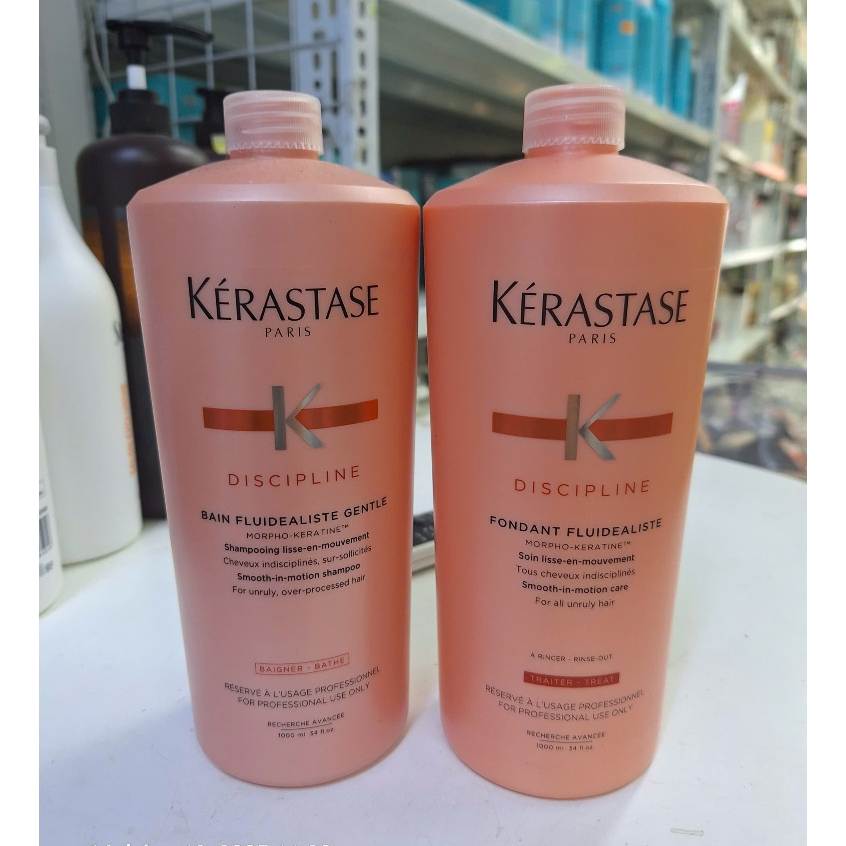 KÉRASTASE
PARIS
K
DISCIPLINE
BAIN FLUIDEALISTE GENTLE
MORPHO-KERATINE™
Shampooing lisse-en-mouvement
Cheveux indisciplinés, sur-sollicités
Smooth-in-motion shampoo
For unruly, over-processed hair
BAIGNER - BATHE
RÉSERVÉ À L'USAGE PROFESSIONNEL
FOR PROFESSIONAL USE ONLY
RECHERCHE AVANCÉE
1000 ml 34 fl.oz.
KÉRASTASE
PARIS
K
DISCIPLINE
FONDANT FLUIDEALISTE
MORPHO-KERATINE™
Soin lisse-en-mouvement
Tous cheveux indisciplinés
Smooth-in-motion care
For all unruly hair
À RINCER - RINSE-OUT
TRAITER - TREAT
RÉSERVÉ À L'USAGE PROFESSIONNEL
FOR PROFESSIONAL USE ONLY
RECHERCHE AVANCÉE
1000 ml 34 fl.oz.